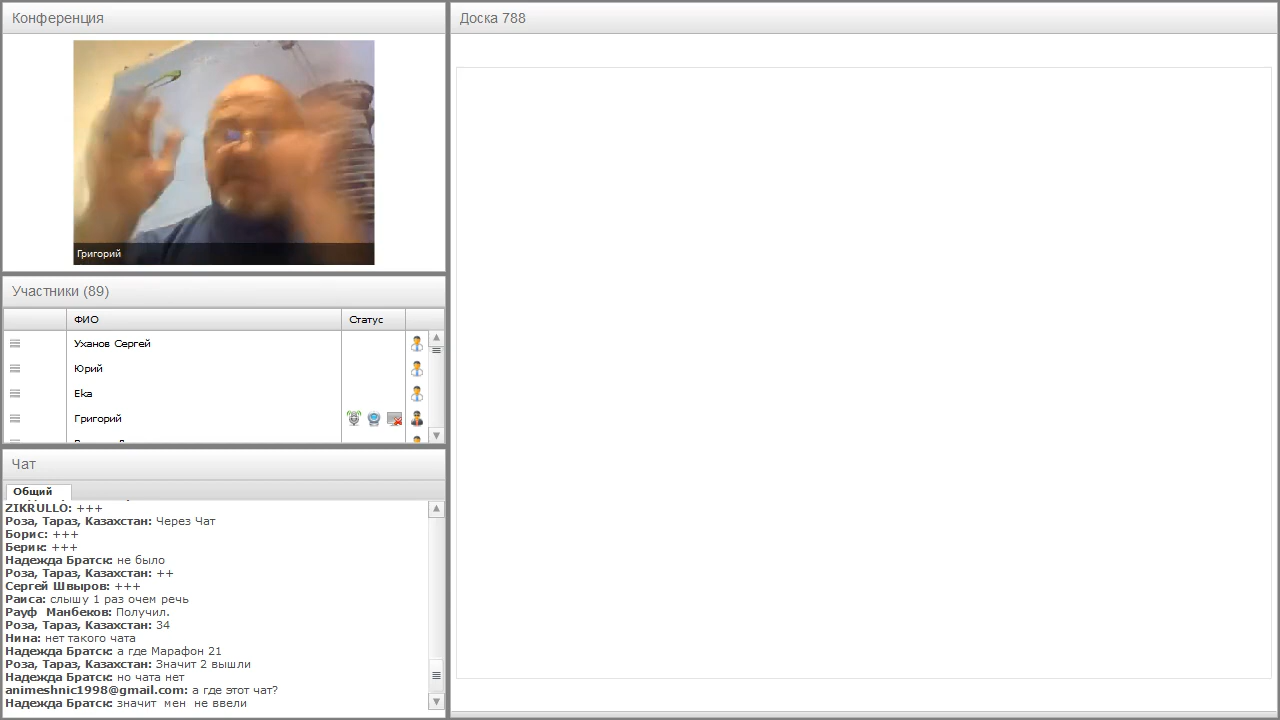 Конференция
Доска 788
Григорий
Участники (89)
ФИО
Статус
Уханов Сергей
Юрий
Eka
Григорий
Чат
Общий
ZIKRULLO: +++
Роза, Тараз, Казахстан: Через Чат
Борис: +++
Берик: +++
Надежда Братск: не было
Роза, Тараз, Казахстан: ++
Сергей Швыров: +++
Раиса: слышу 1 раз очем речь
Рауф Манбеков: Получил.
Роза, Тараз, Казахстан: 34
Нина: нет такого чата
Надежда Братск: а где Марафон 21
Роза, Тараз, Казахстан: Значит 2 вышли
Надежда Братск: но чата нет
animeshnic1998@gmail.com: а где этот чат?
Надежда Братск: значит мэн не ввели